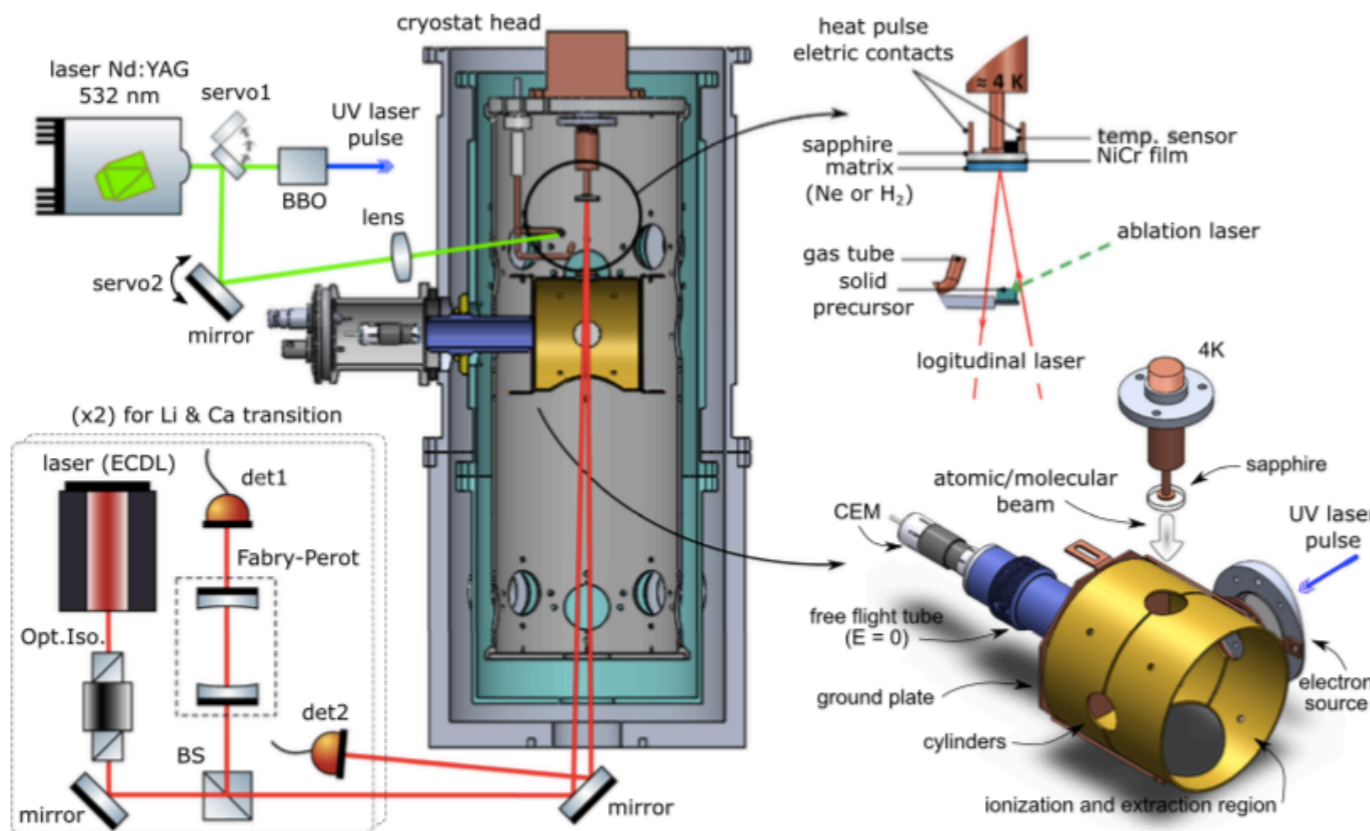 cryostat head
laser Nd:YAG
532 nm
servo1
UV laser
pulse
BBO
lens
servo2
mirror
heat pulse
eletric contacts
≈ 4 K
temp. sensor
NiCr film
sapphire
matrix
(Ne or H₂)
ablation laser
gas tube
solid
precursor
logitudinal laser
(x2) for Li & Ca transition
laser (ECDL)
det1
Fabry-Perot
Opt.Iso.
det2
BS
mirror
mirror
4K
sapphire
atomic/molecular
beam
CEM
UV laser
pulse
free flight tube
(E = 0)
ground plate
electron
source
cylinders
ionization and extraction region